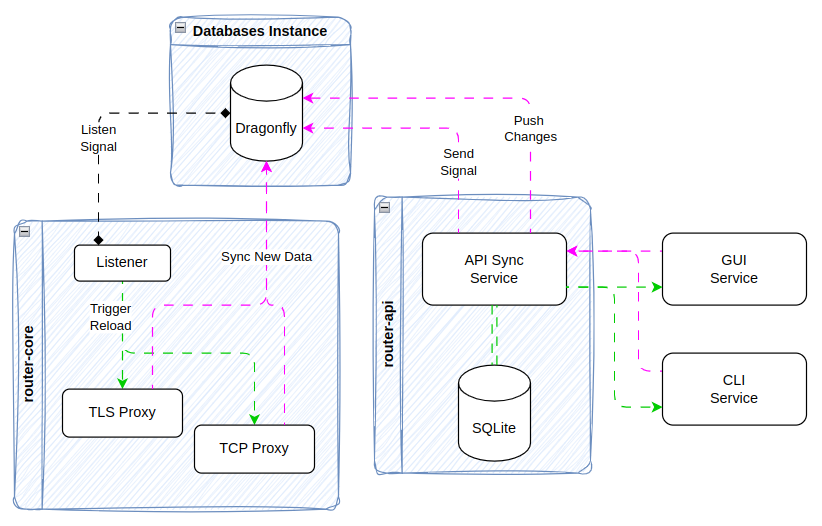 Databases Instance
Dragonfly
Listen
Signal
Push
Changes
Send
Signal
router-core
Listener
Sync New Data
Trigger
Reload
TLS Proxy
TCP Proxy
router-api
API Sync
Service
SQLite
GUI
Service
CLI
Service